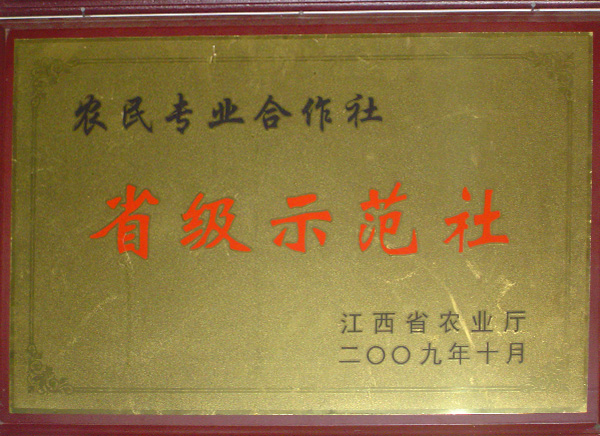 农民专业合作社
省级示范社
江西省农业厅
二〇〇九年十月